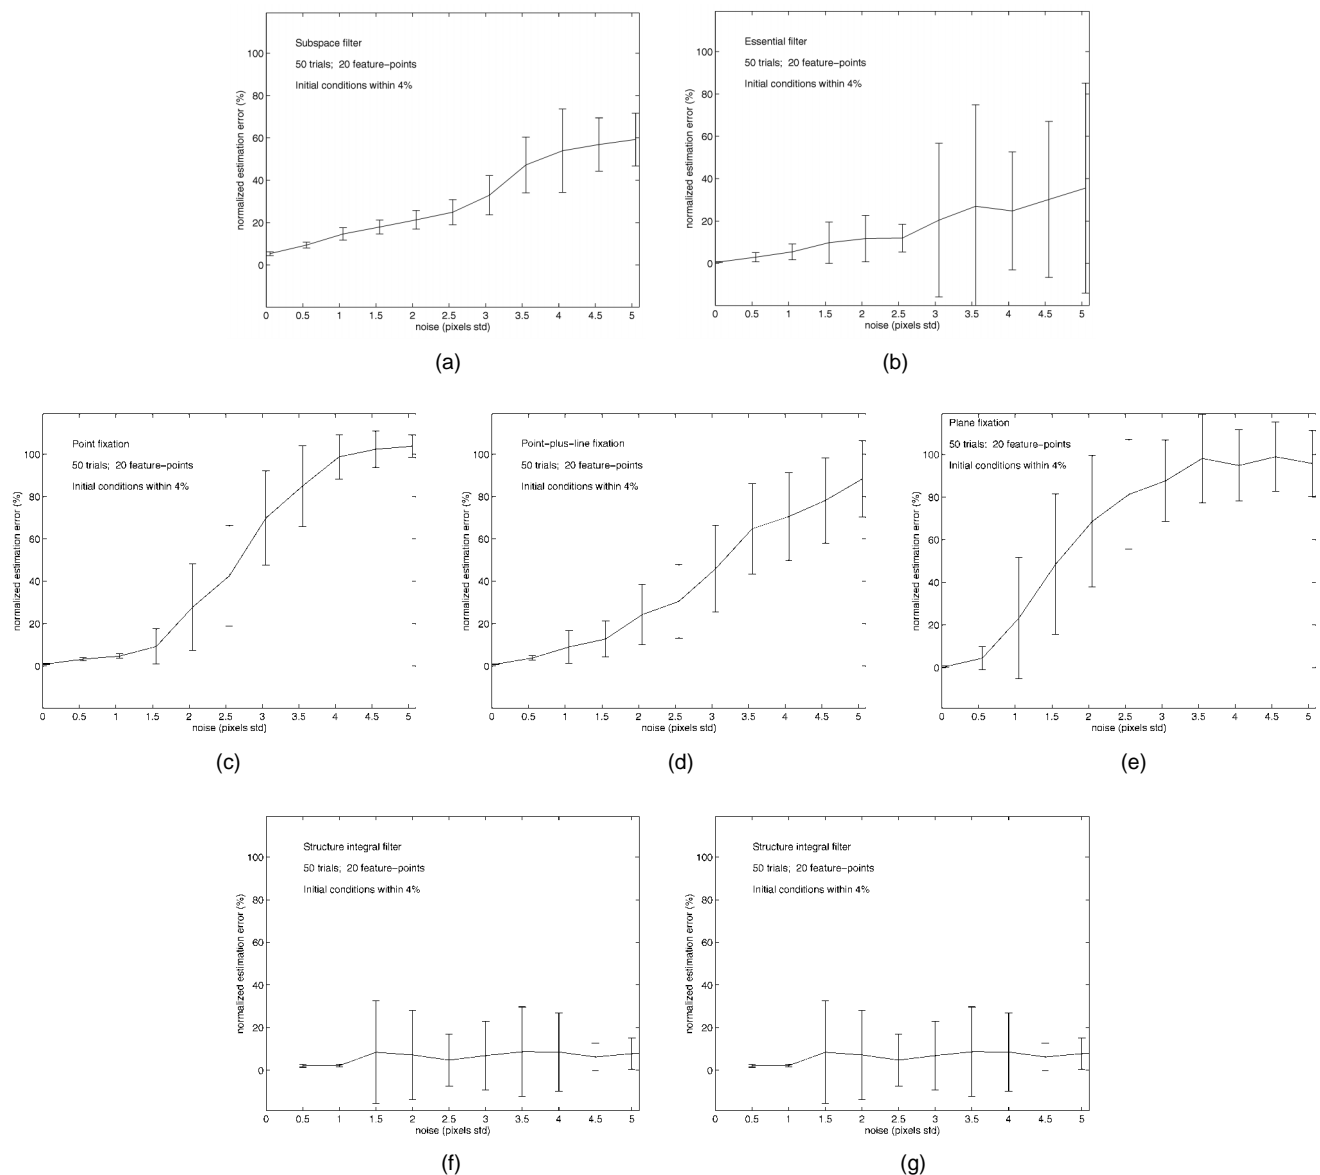 Subspace filter
50 trials; 20 feature-points
Initial conditions within 4%
normalized estimation error (%)
100
80
60
40
20
0
0 0.5 1 1.5 2 2.5 3 3.5 4 4.5 5
noise (pixels std)
(a)
Essential filter
50 trials; 20 feature-points
Initial conditions within 4%
normalized estimation error (%)
100
80
60
40
20
0
0 0.5 1 1.5 2 2.5 3 3.5 4 4.5 5
noise (pixels std)
(b)
Point fixation
50 trials; 20 feature-points
Initial conditions within 4%
normalized estimation error (%)
100
80
60
40
20
0
0 0.5 1 1.5 2 2.5 3 3.5 4 4.5 5
noise (pixels std)
(c)
Point-plus-line fixation
50 trials; 20 feature-points
Initial conditions within 4%
normalized estimation error (%)
100
80
60
40
20
0
0 0.5 1 1.5 2 2.5 3 3.5 4 4.5 5
noise (pixels std)
(d)
Plane fixation
50 trials; 20 feature-points
Initial conditions within 4%
normalized estimation error (%)
100
80
60
40
20
0
0 0.5 1 1.5 2 2.5 3 3.5 4 4.5 5
noise (pixels std)
(e)
Structure integral filter
50 trials; 20 feature-points
Initial conditions within 4%
normalized estimation error (%)
100
80
60
40
20
0
0 0.5 1 1.5 2 2.5 3 3.5 4 4.5 5
noise (pixels std)
(f)
Structure integral filter
50 trials; 20 feature-points
Initial conditions within 4%
normalized estimation error (%)
100
80
60
40
20
0
0 0.5 1 1.5 2 2.5 3 3.5 4 4.5 5
noise (pixels std)
(g)